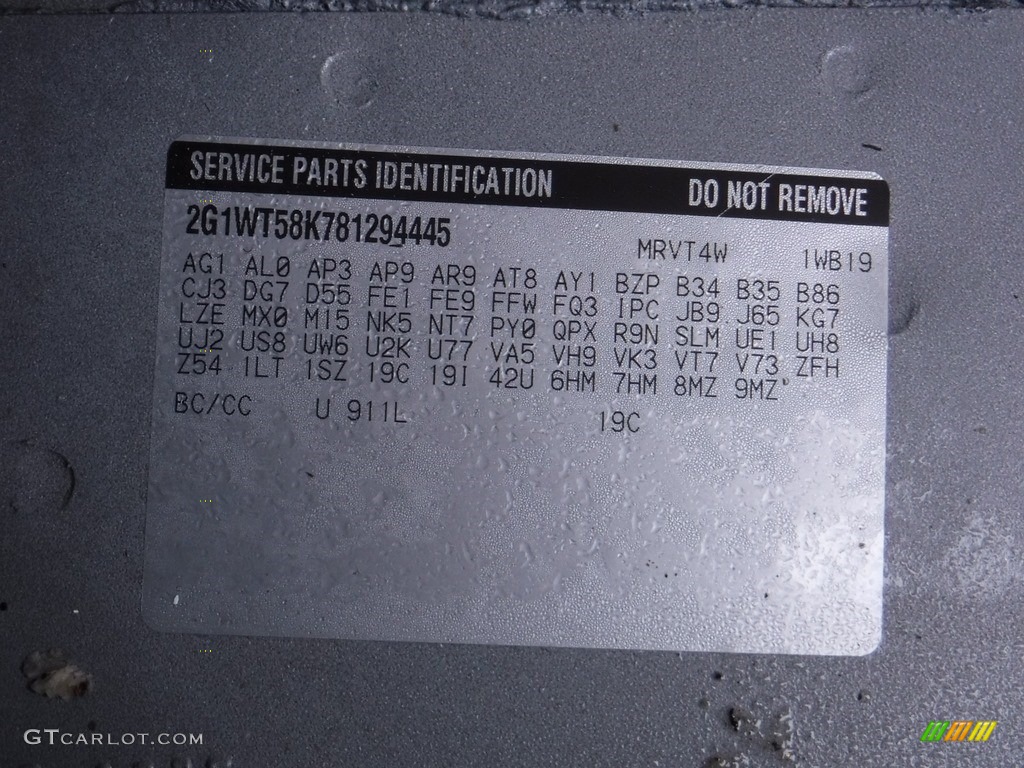 SERVICE PARTS IDENTIFICATION DO NOT REMOVE
2G1WT58K781294445
MRVT4W 1WB19
AG1 AL0 AP3 AP9 AR9 AT8 AY1 BZP B34 B35 B86
CJ3 DG7 D55 FE1 FE9 FFW FQ3 IPC JB9 J65 KG7
LZE MX0 M15 NK5 NT7 PY0 QPX R9N SLM UE1 UH8
UJ2 US8 UW6 U2K U77 VA5 VH9 VK3 VT7 V73 ZFH
Z54 1LT 1SZ 19C 19I 42U 6HM 7HM 8MZ 9MZ
BC/CC U 911L 19C
GTCARLOT.COM